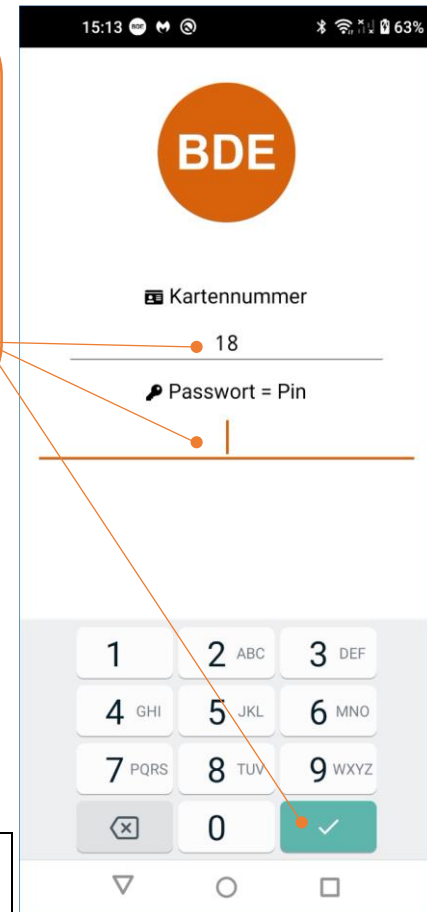 15:13 BDE 63%
BDE
Kartennummer
18
Passwort = Pin
1 2 ABC 3 DEF
4 GHI 5 JKL 6 MNO
7 PQRS 8 TUV 9 WXYZ
0